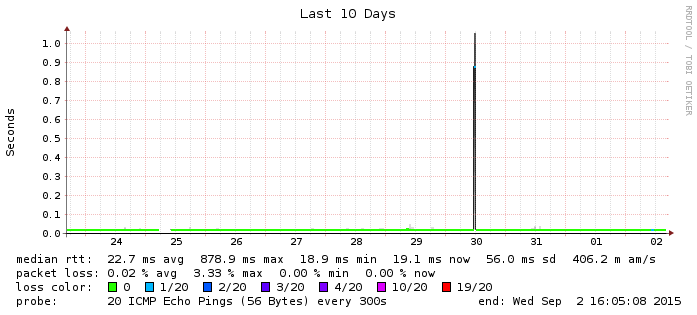 Last 10 Days
RRDTOOL / TOBI OETIKER
Seconds
1.0
0.9
0.8
0.7
0.6
0.5
0.4
0.3
0.2
0.1
0.0
24 25 26 27 28 29 30 31 01 02
median rtt: 22.7 ms avg 878.9 ms max 18.9 ms min 19.1 ms now 56.0 ms sd 406.2 m am/s
packet loss: 0.02 % avg 3.33 % max 0.00 % min 0.00 % now
loss color: 0 1/20 2/20 3/20 4/20 10/20 19/20
probe: 20 ICMP Echo Pings (56 Bytes) every 300s end: Wed Sep 2 16:05:08 2015